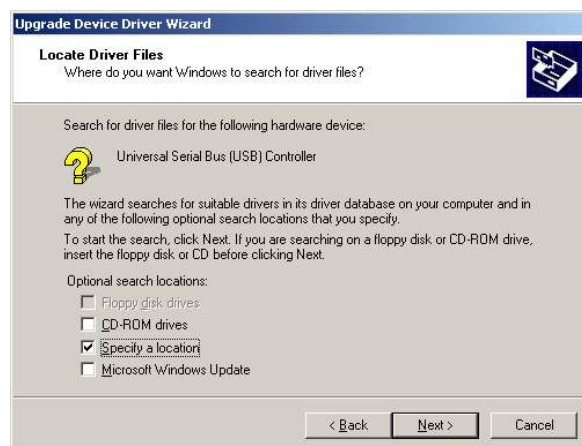 Upgrade Device Driver Wizard
Locate Driver Files
Where do you want Windows to search for driver files?
Search for driver files for the following hardware device:
Universal Serial Bus (USB) Controller
The wizard searches for suitable drivers in its driver database on your computer and in
any of the following optional search locations that you specify.
To start the search, click Next. If you are searching on a floppy disk or CD-ROM drive,
insert the floppy disk or CD before clicking Next.
Optional search locations:
Floppy disk drives
CD-ROM drives
Specify a location
Microsoft Windows Update
< Back
Next >
Cancel